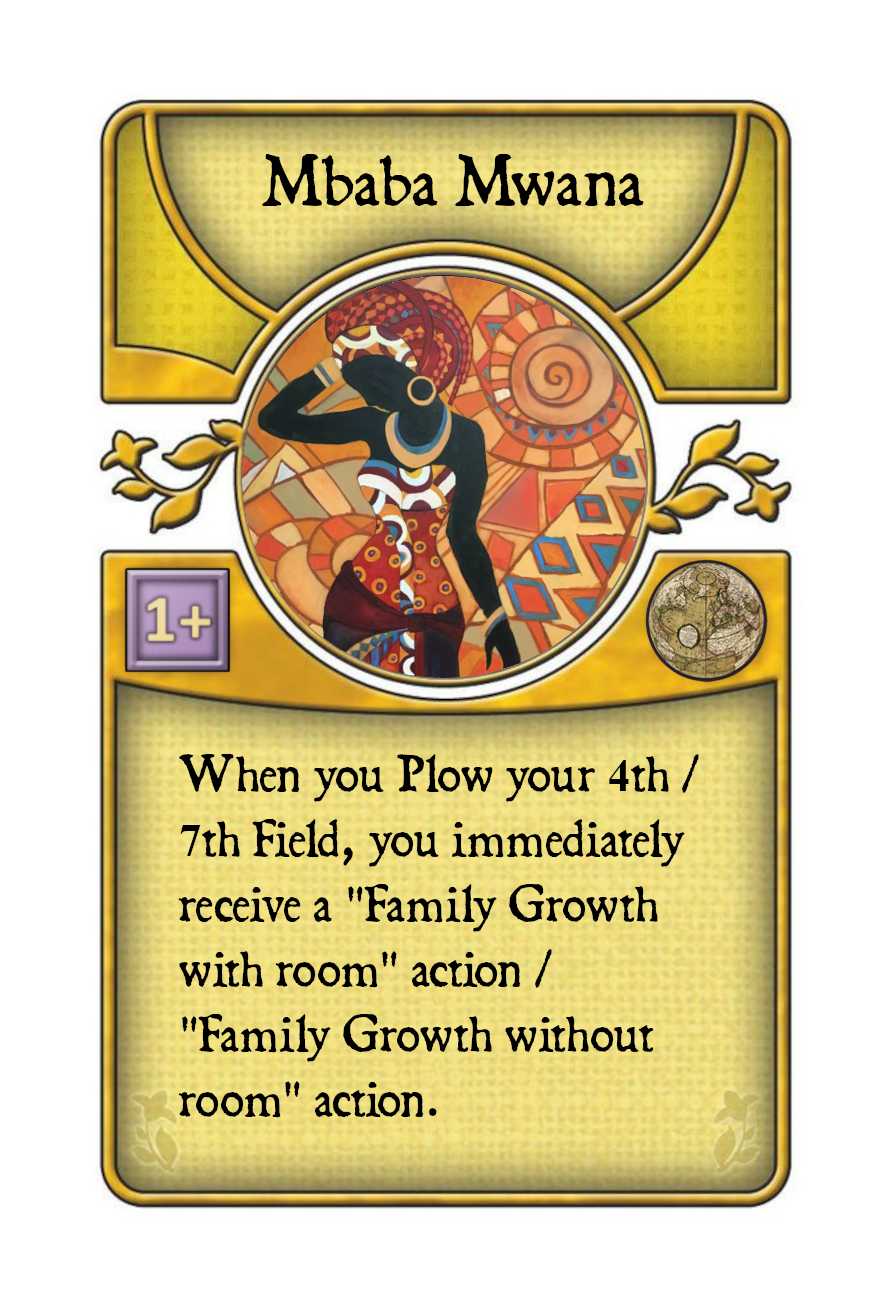 Mbaba Mwana
1+
When you Plow your 4th /
7th Field, you immediately
receive a "Family Growth
with room" action /
"Family Growth without
room" action.